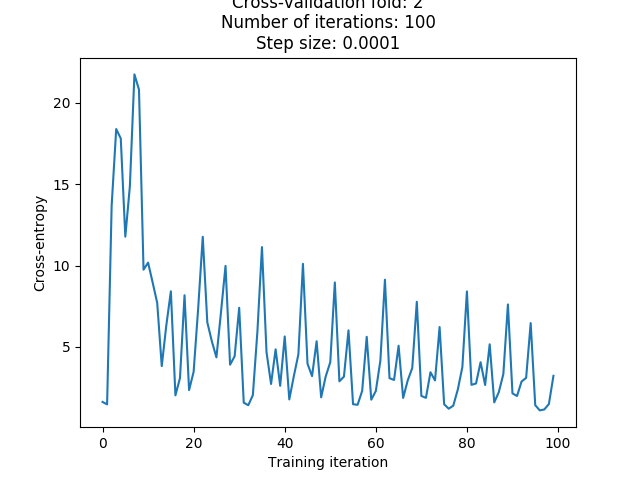 Cross-validation fold: 2
Number of iterations: 100
Step size: 0.0001
20
15
10
5
Cross-entropy
0 20 40 60 80 100
Training iteration